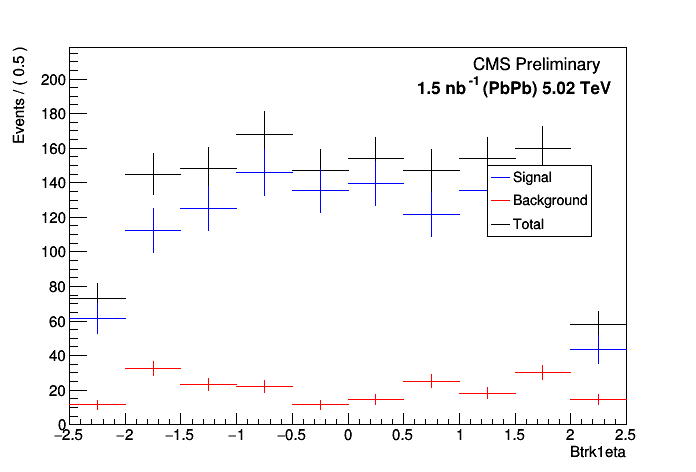 CMS Preliminary
1.5 nb-1 (PbPb) 5.02 TeV
Events / ( 0.5 )
200
180
160
140
120
100
80
60
40
20
0
Signal
Background
Total
−2.5 −2 −1.5 −1 −0.5 0 0.5 1 1.5 2 2.5
Btrk1eta